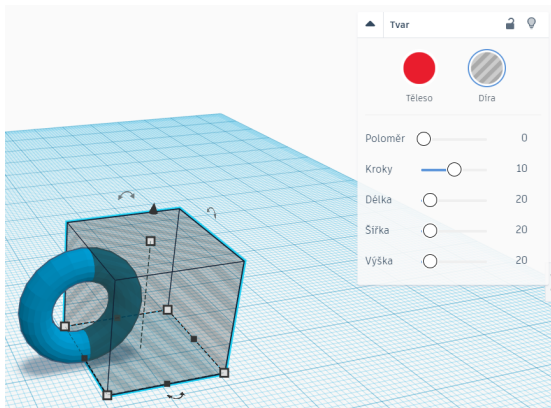 Tvar
Těleso
Díra
Poloměr 0
Kroky 10
Délka 20
Šířka 20
Výška 20